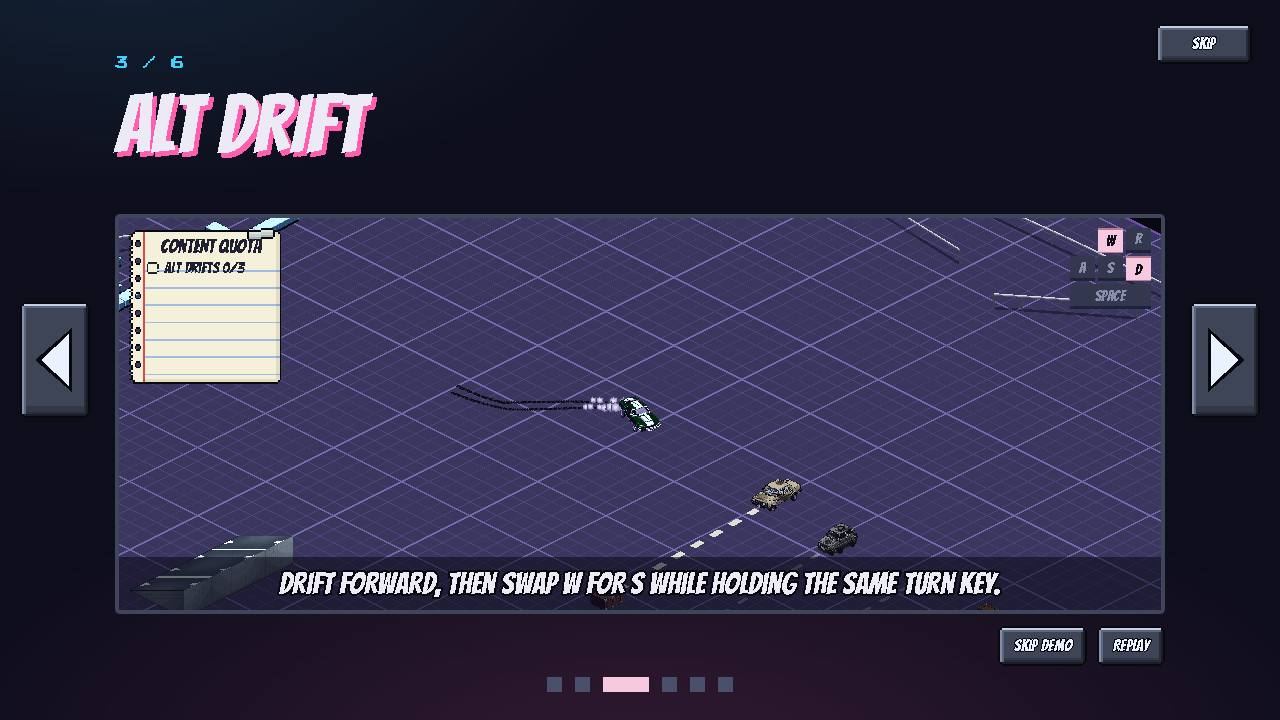 3 / 6
SKIP
ALT DRIFT
CONTENT QUOTA
ALT DRIFTS 0/3
W R
A S D
SPACE
DRIFT FORWARD, THEN SWAP W FOR S WHILE HOLDING THE SAME TURN KEY.
SKIP DEMO
REPLAY